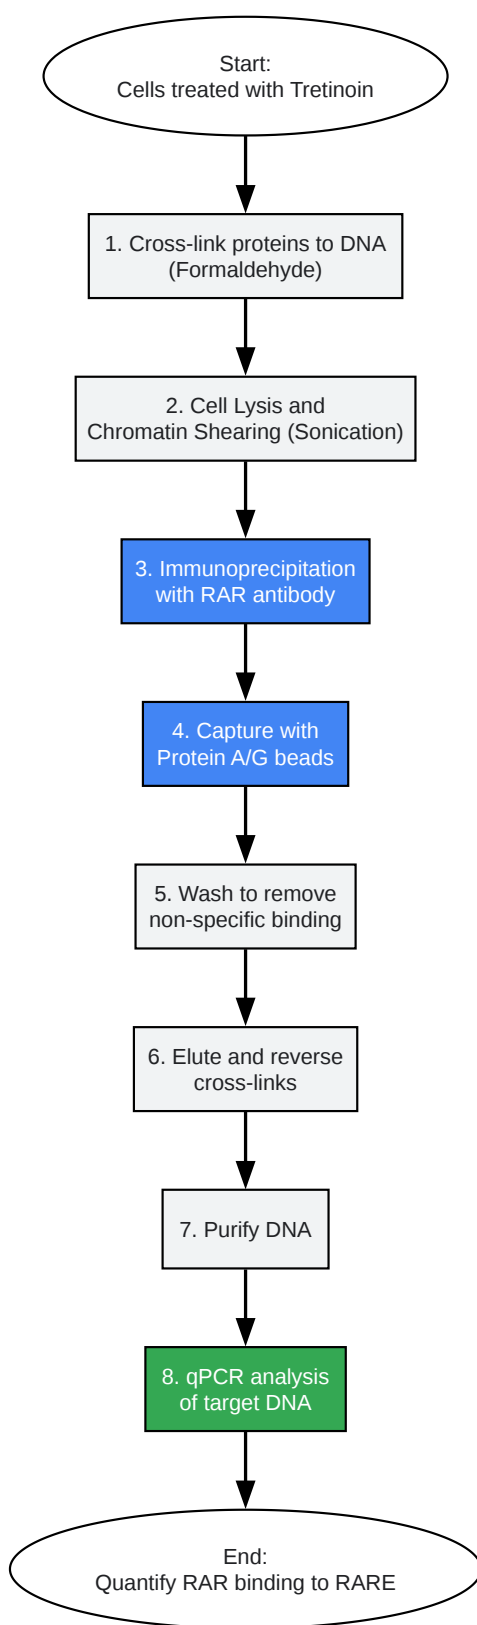 Start:
Cells treated with Tretinoin
1. Cross-link proteins to DNA
(Formaldehyde)
2. Cell Lysis and
Chromatin Shearing (Sonication)
3. Immunoprecipitation
with RAR antibody
4. Capture with
Protein A/G beads
5. Wash to remove
non-specific binding
6. Elute and reverse
cross-links
7. Purify DNA
8. qPCR analysis
of target DNA
End:
Quantify RAR binding to RARE